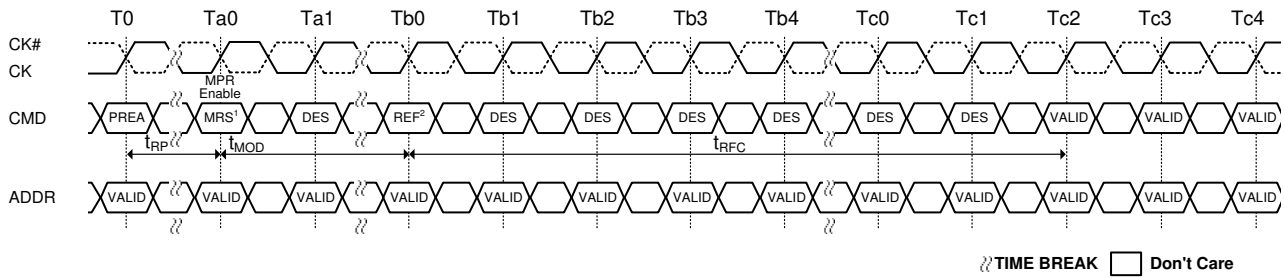 T0 Ta0 Ta1 Tb0 Tb1 Tb2 Tb3 Tb4 Tc0 Tc1 Tc2 Tc3 Tc4
CK#
CK
MPR
Enable
CMD PREA MRS¹ DES REF² DES DES DES DES DES DES VALID VALID VALID
tRP tMOD tRFC
ADDR VALID VALID VALID VALID VALID VALID VALID VALID VALID VALID VALID VALID VALID
TIME BREAK Don't Care